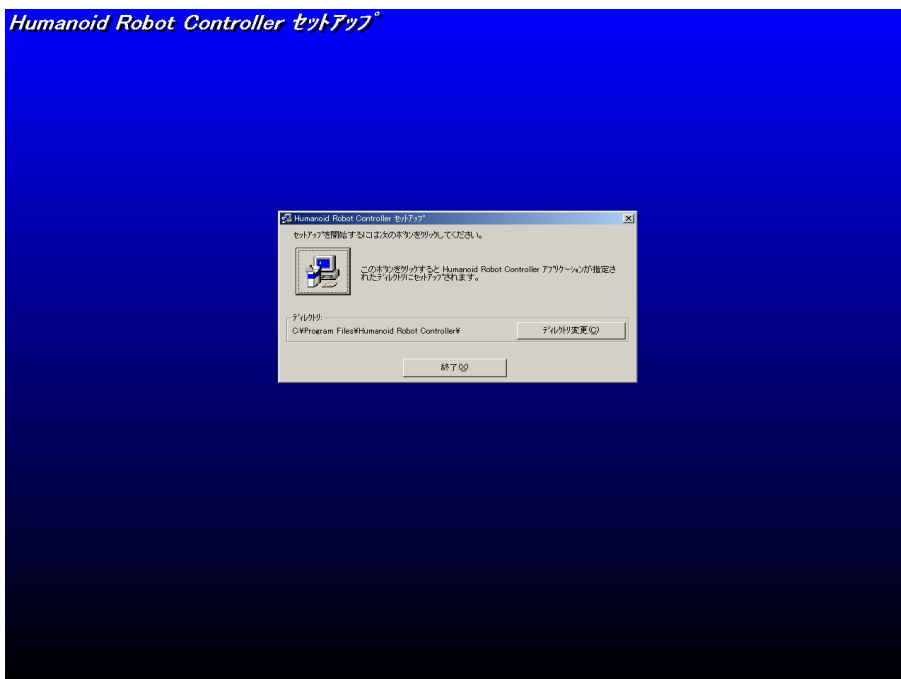 Humanoid Robot Controller ｾｯﾄｱｯﾌﾟ
Humanoid Robot Controller ｾｯﾄｱｯﾌﾟ
ｾｯﾄｱｯﾌﾟを開始するには次のﾎﾞﾀﾝをｸﾘｯｸしてください。
このﾎﾞﾀﾝをｸﾘｯｸすると Humanoid Robot Controller ｱﾌﾟﾘｹｰｼｮﾝが指定さ
れたﾃﾞｨﾚｸﾄﾘにｾｯﾄｱｯﾌﾟされます。
ﾃﾞｨﾚｸﾄﾘ:
C:¥Program Files¥Humanoid Robot Controller¥
ﾃﾞｨﾚｸﾄﾘ変更(C)
終了(X)